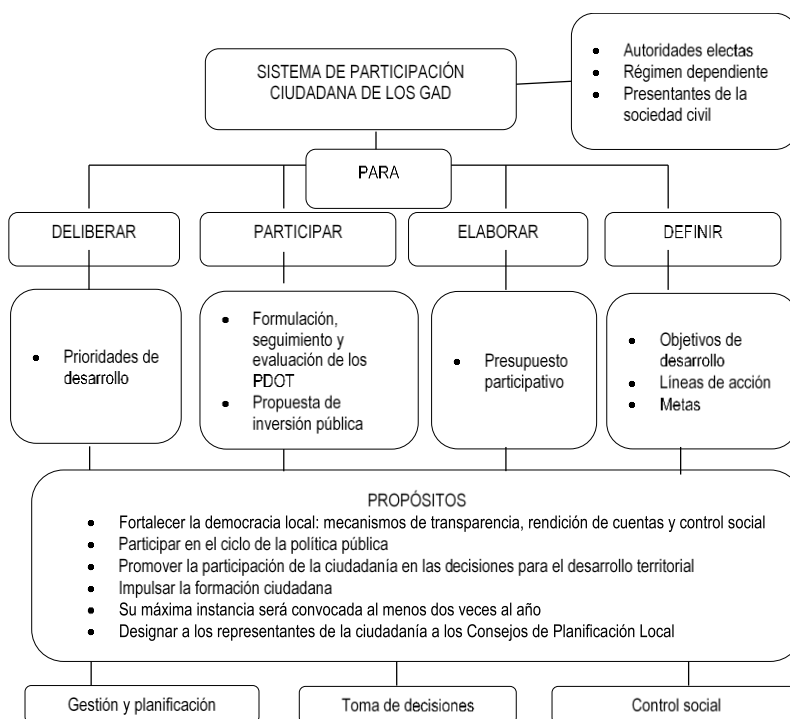 SISTEMA DE PARTICIPACIÓN
CIUDADANA DE LOS GAD
• Autoridades electas
• Régimen dependiente
• Presentantes de la
sociedad civil
PARA
DELIBERAR
PARTICIPAR
ELABORAR
DEFINIR
• Prioridades de
desarrollo
• Formulación,
seguimiento y
evaluación de los
PDOT
• Propuesta de
inversión pública
• Presupuesto
participativo
• Objetivos de
desarrollo
• Líneas de acción
• Metas
PROPÓSITOS
• Fortalecer la democracia local: mecanismos de transparencia, rendición de cuentas y control social
• Participar en el ciclo de la política pública
• Promover la participación de la ciudadanía en las decisiones para el desarrollo territorial
• Impulsar la formación ciudadana
• Su máxima instancia será convocada al menos dos veces al año
• Designar a los representantes de la ciudadanía a los Consejos de Planificación Local
Gestión y planificación
Toma de decisiones
Control social